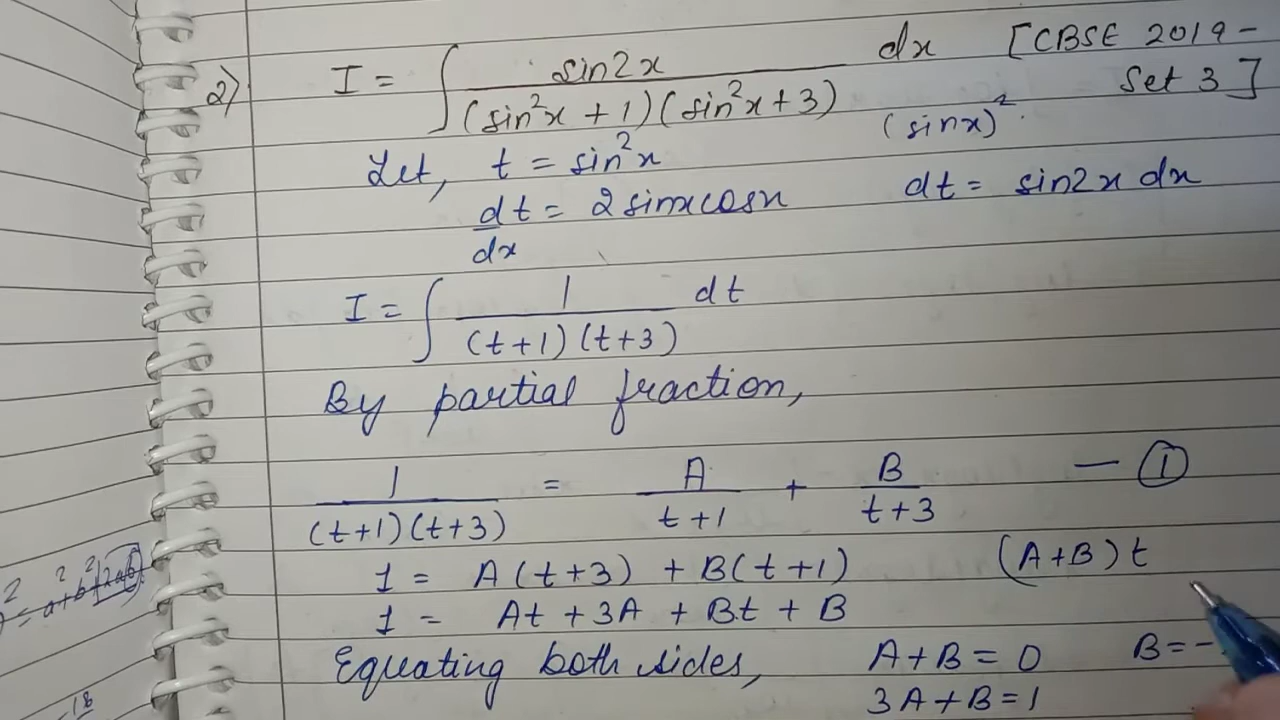 2) I = ∫ sin2x / (sin²x + 1)(sin²x + 3) dx [CBSE 2019 – Set 3]
(sinx)²
Let, t = sin²x
dt/dx = 2 sinx cosx dt = sin2x dx
I = ∫ 1 / (t+1)(t+3) dt
By partial fraction,
1 / (t+1)(t+3) = A / t+1 + B / t+3 — ①
1 = A(t+3) + B(t+1) (A+B)t
1 = At + 3A + Bt + B
Equating both sides, A+B = 0 B = -
3A+B = 1
18